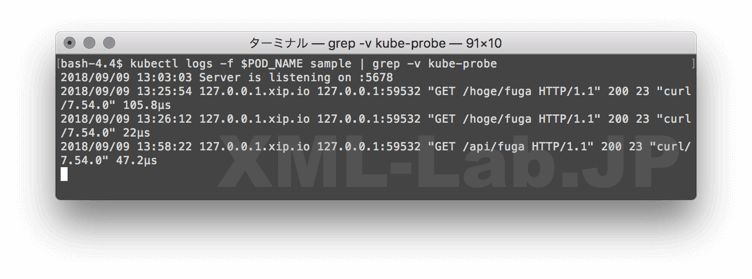 ターミナル — grep -v kube-probe — 91×10
[bash-4.4$ kubectl logs -f $POD_NAME sample | grep -v kube-probe ]
2018/09/09 13:03:03 Server is listening on :5678
2018/09/09 13:25:54 127.0.0.1.xip.io 127.0.0.1:59532 "GET /hoge/fuga HTTP/1.1" 200 23 "curl
/7.54.0" 105.8µs
2018/09/09 13:26:12 127.0.0.1.xip.io 127.0.0.1:59532 "GET /hoge/fuga HTTP/1.1" 200 23 "curl
/7.54.0" 22µs
2018/09/09 13:58:22 127.0.0.1.xip.io 127.0.0.1:59532 "GET /api/fuga HTTP/1.1" 200 23 "curl/
7.54.0" 47.2µs
XML-Lab.JP